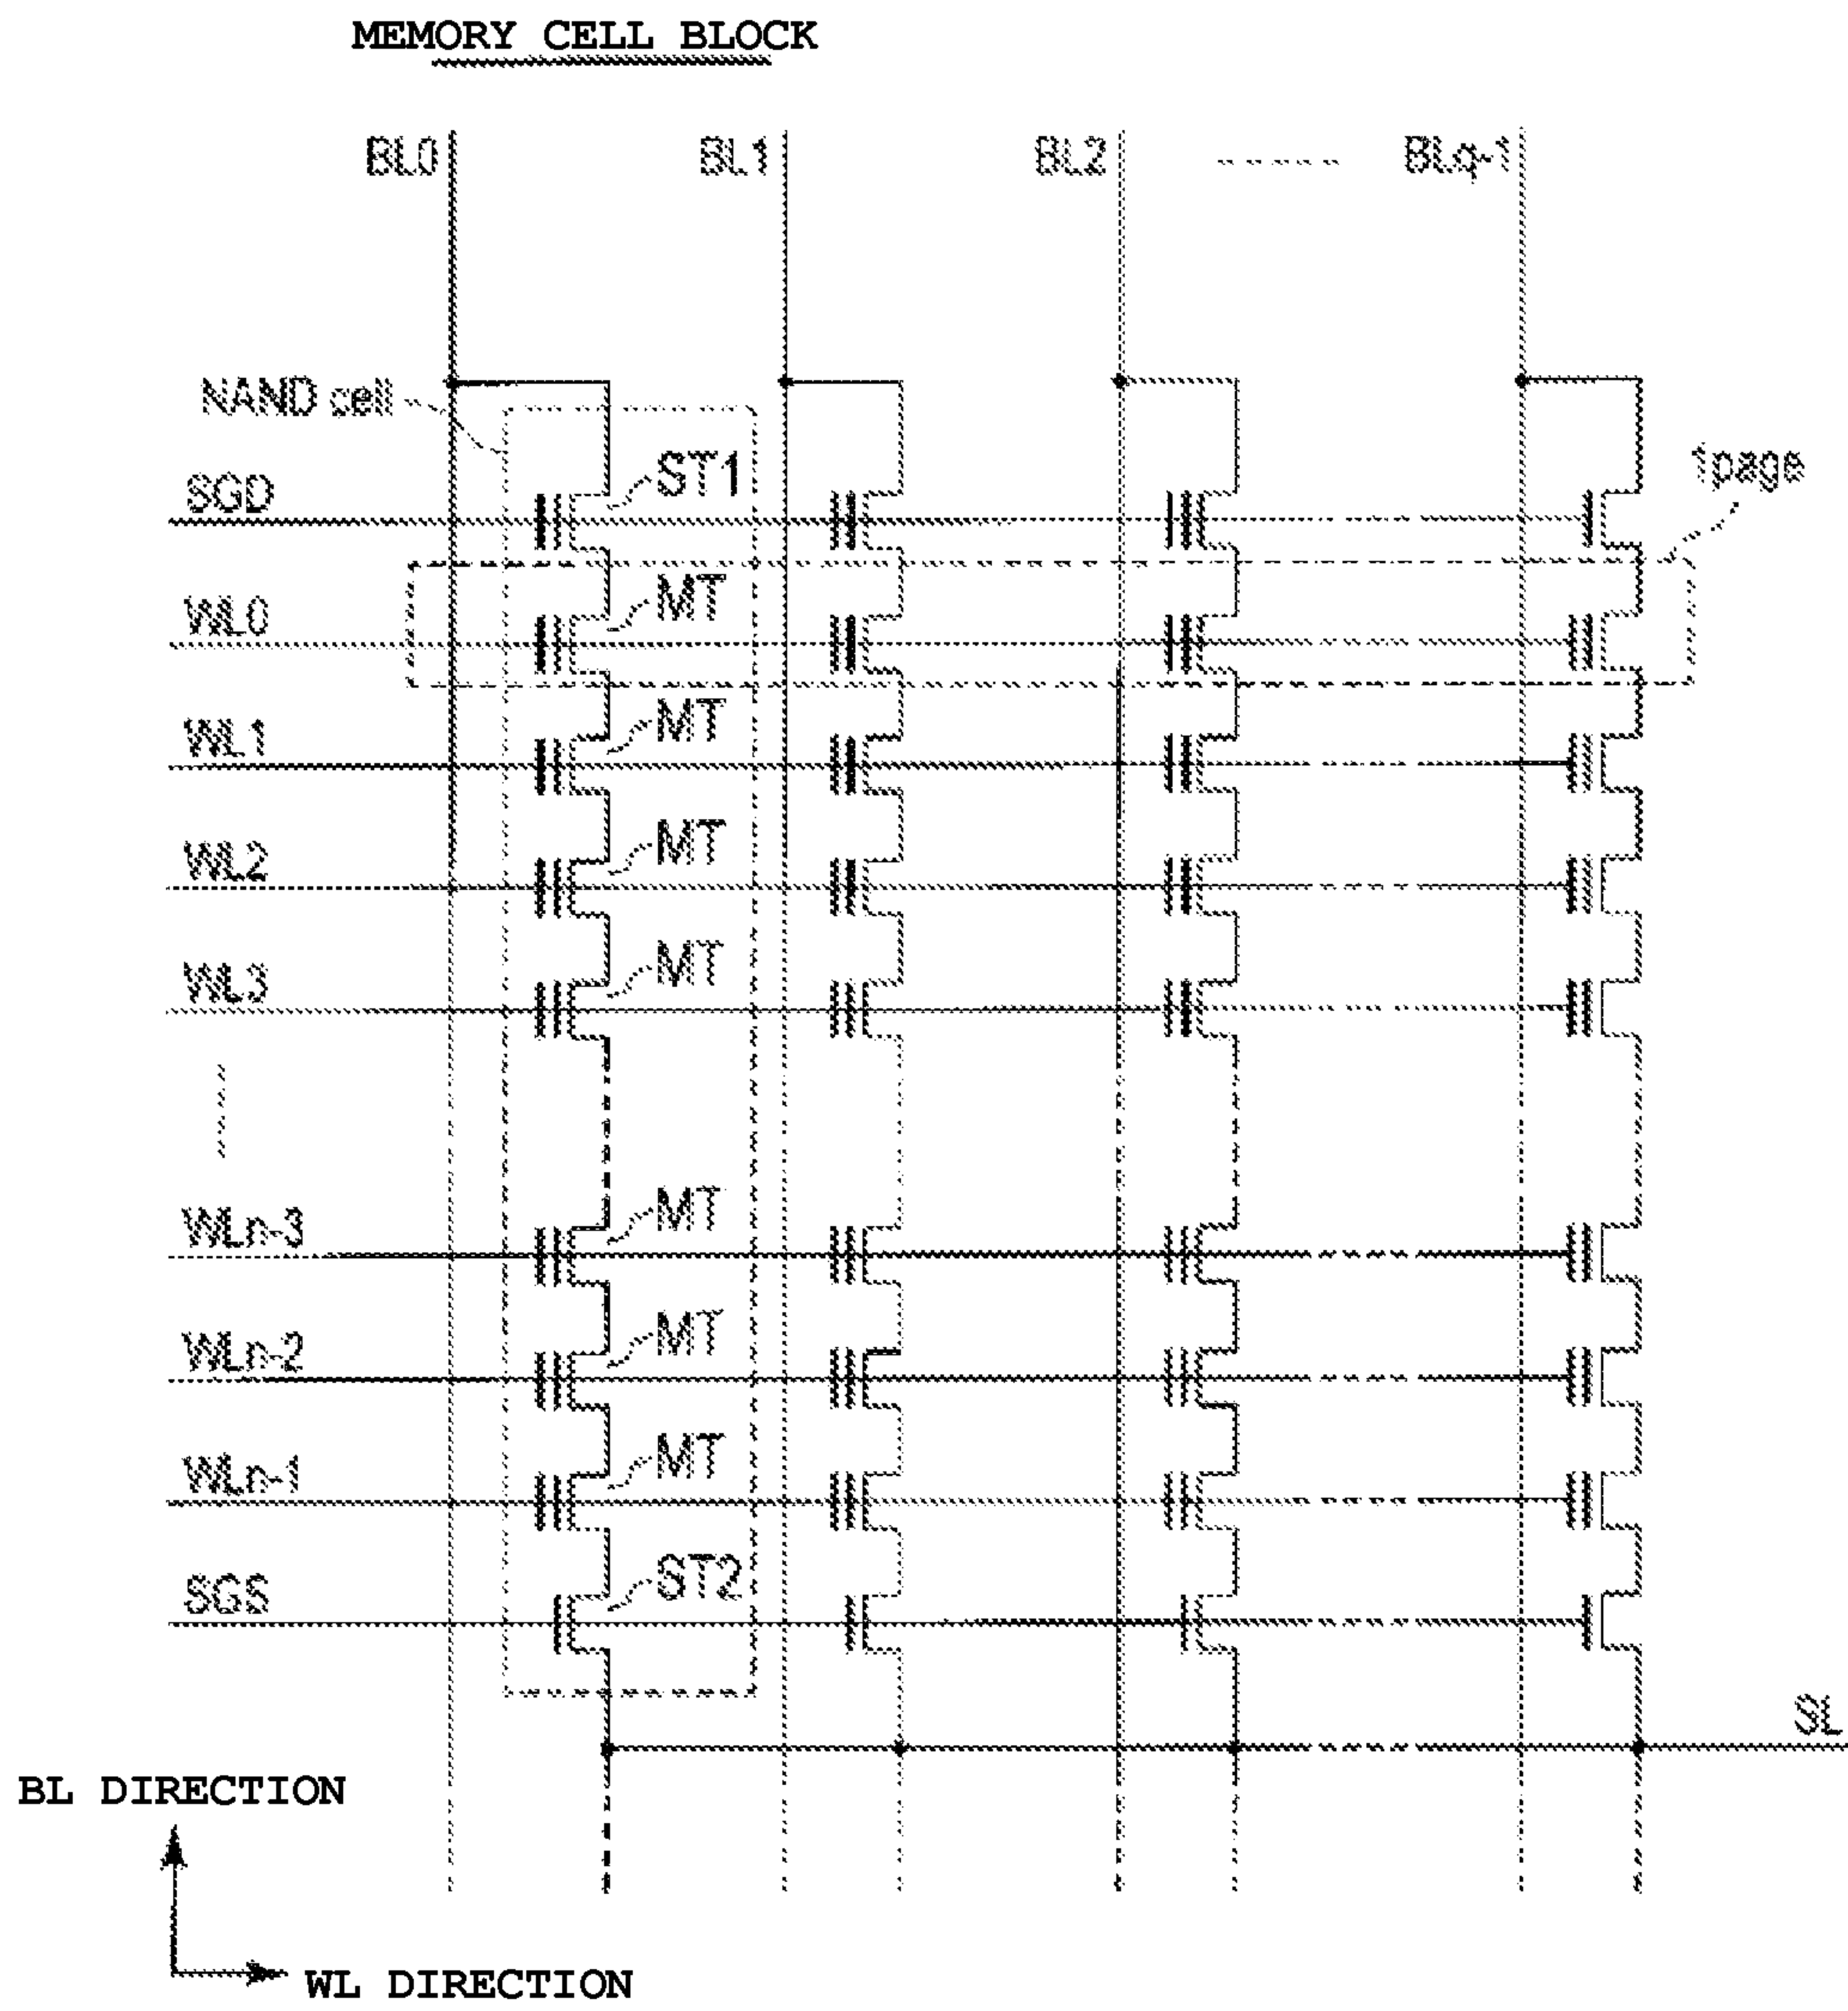 MEMORY CELL BLOCK
BL0 BL1 BL2 BLq-1
NAND cell
SGD ST1 1page
WL0 MT
WL1 MT
WL2 MT
WL3 MT
WLn-3 MT
WLn-2 MT
WLn-1 MT
SGS ST2
SL
BL DIRECTION
WL DIRECTION